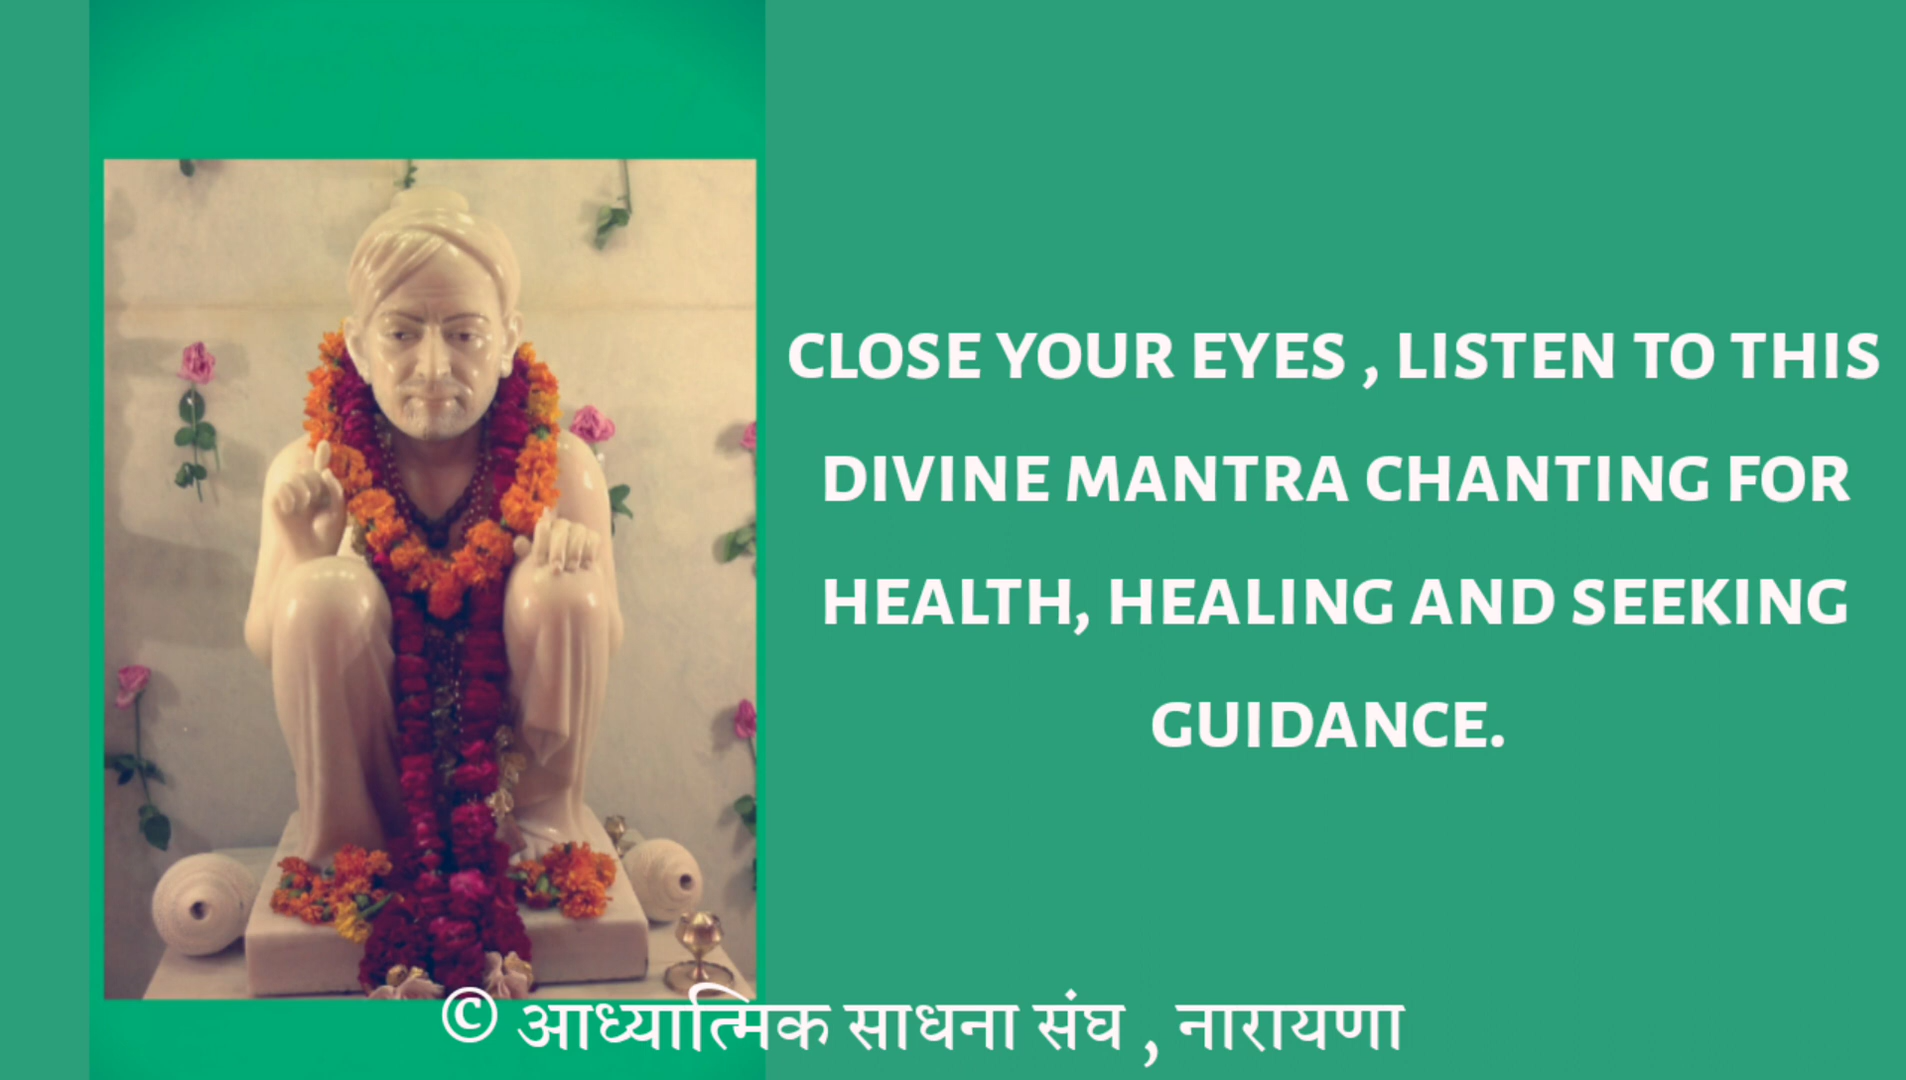 CLOSE YOUR EYES , LISTEN TO THIS
DIVINE MANTRA CHANTING FOR
HEALTH, HEALING AND SEEKING
GUIDANCE.
© आध्यात्मिक साधना संघ , नारायणा